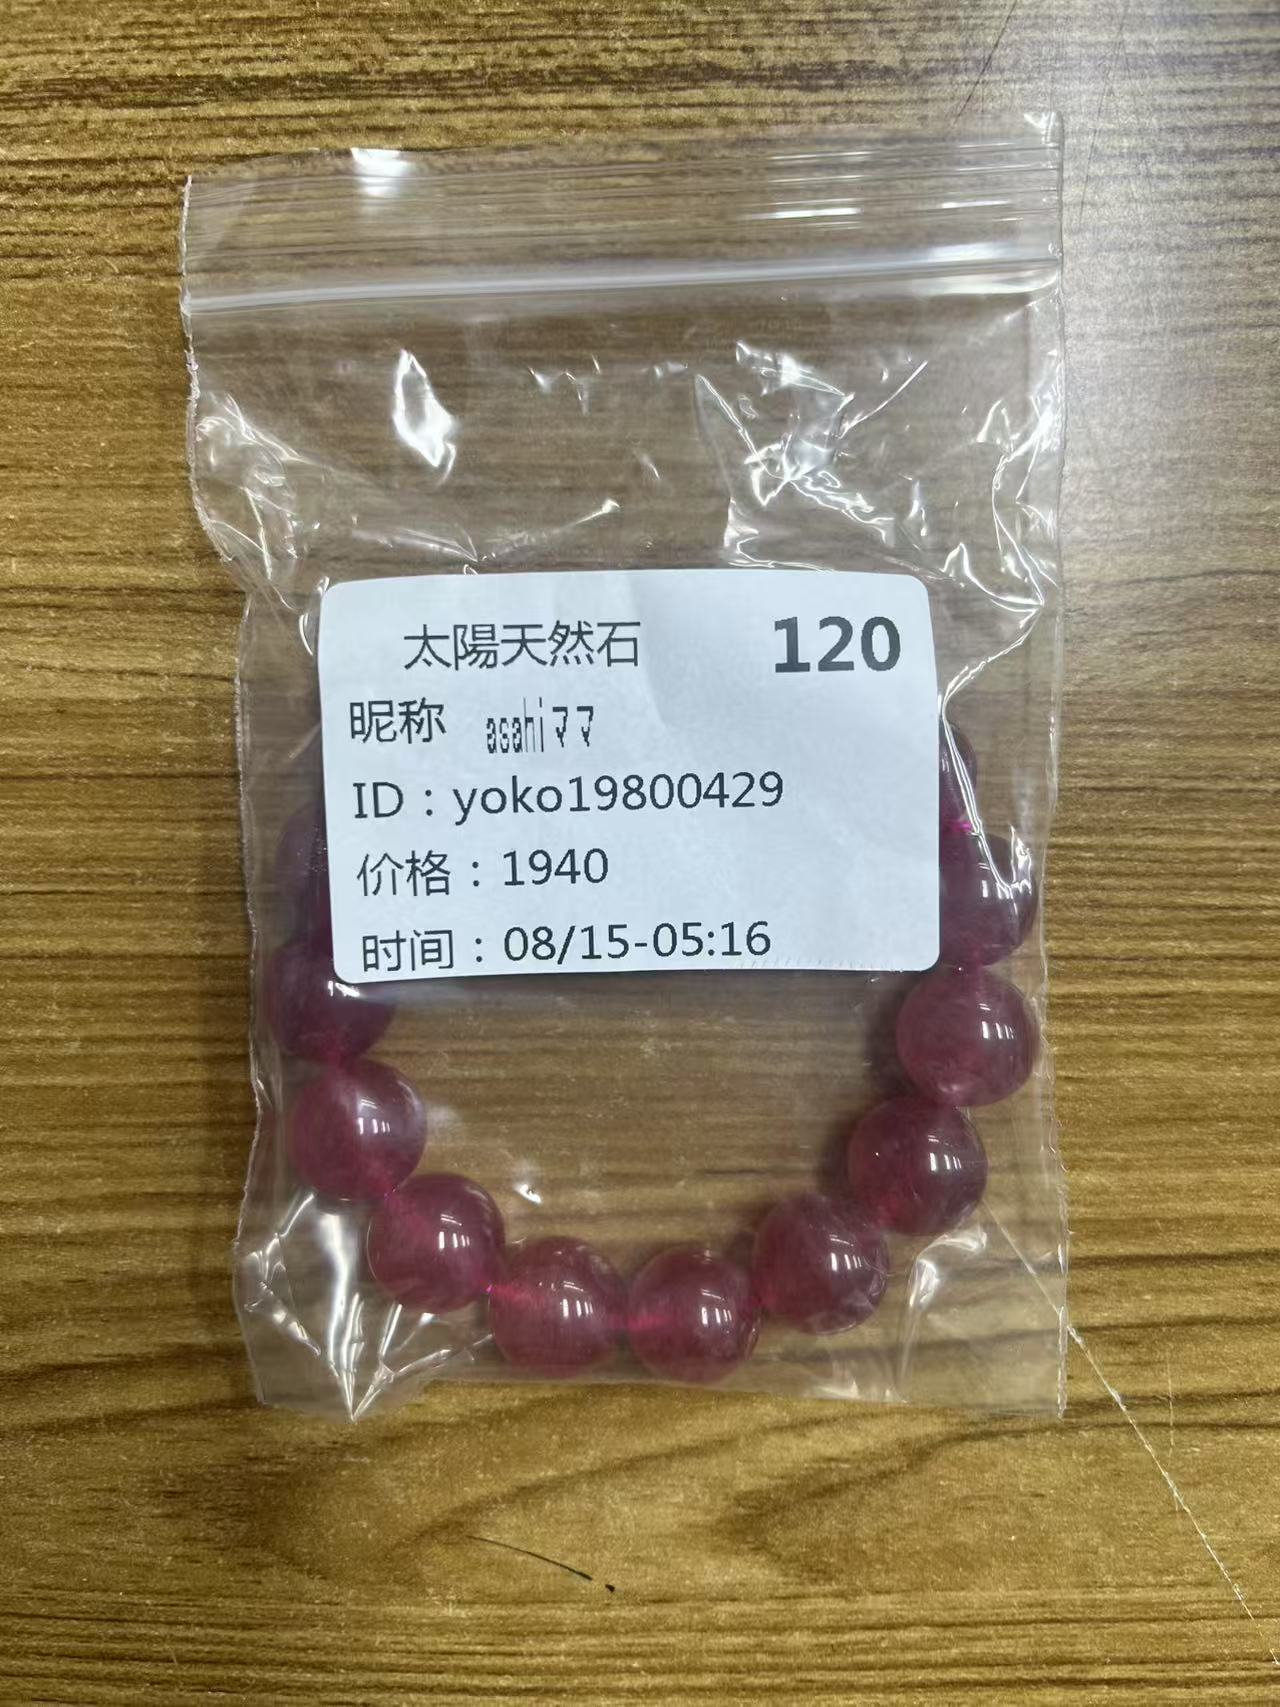 太陽天然石 120
昵称 asahiママ
ID：yoko19800429
价格：1940
时间：08/15-05:16